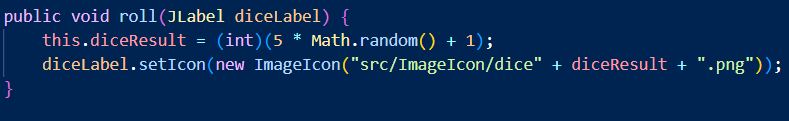 public void roll(JLabel diceLabel) {
    this.diceResult = (int)(5 * Math.random() + 1);
    diceLabel.setIcon(new ImageIcon("src/ImageIcon/dice" + diceResult + ".png"));
}